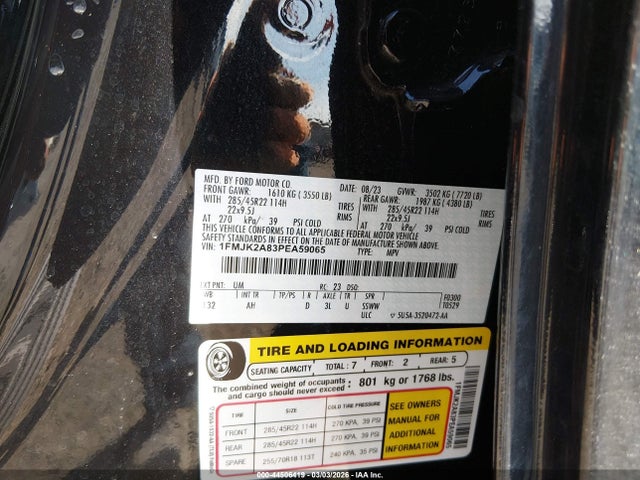 MFD. BY FORD MOTOR CO.
DATE: 08/23 GVWR: 3502 KG ( 7720 LB)
FRONT GAWR: 1610 KG ( 3550 LB)
REAR GAWR: 1987 KG ( 4380 LB)
WITH 285/45R22 114H TIRES
WITH 285/45R22 114H TIRES
22x9.5J RIMS
22x9.5J RIMS
AT 270 kPa/ 39 PSI COLD
AT 270 kPa/ 39 PSI COLD
THIS VEHICLE CONFORMS TO ALL APPLICABLE FEDERAL MOTOR VEHICLE
SAFETY STANDARDS IN EFFECT ON THE DATE OF MANUFACTURE SHOWN ABOVE.
VIN: 1FMJK2A83PEA59065
TYPE: MPV
EXT PNT: UM RC: 23 DSO:
WB INT TR TP/PS R AXLE TR SPR F0300
132 AH D 3L U SSWW T0529
ULC 5U5A-3520472-AA
TIRE AND LOADING INFORMATION
SEATING CAPACITY TOTAL : 7 FRONT: 2 REAR: 5
The combined weight of occupants and cargo should never exceed : 801 kg or 1768 lbs.
TIRE SIZE COLD TIRE PRESSURE
FRONT 285/45R22 114H 270 KPA, 39 PSI
REAR 285/45R22 114H 270 KPA, 39 PSI
SPARE 255/70R18 113T 240 KPA, 35 PSI
SEE OWNERS
MANUAL FOR
ADDITIONAL
INFORMATION
1FMJK2A83PEA59065
000-44506419 | 03/03/2026 - © IAA Inc.